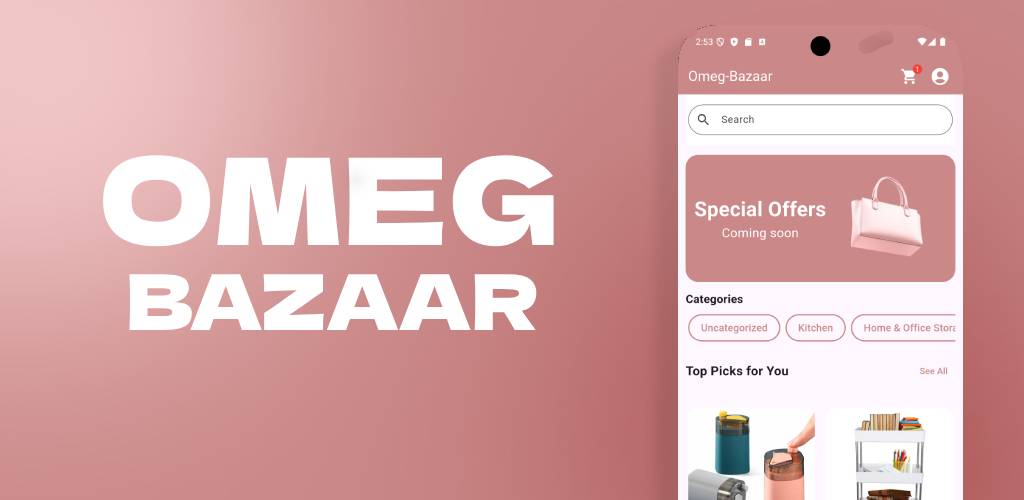 OMEG
BAZAAR
2:53
Omeg-Bazaar
1
Search
Special Offers
Coming soon
Categories
Uncategorized Kitchen Home & Office Stora
Top Picks for You See All